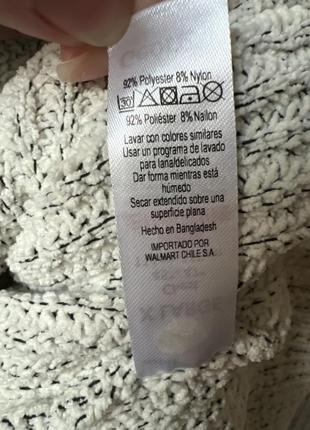 92% Polyester 8% Nylon
30
92% Poliéster 8% Nailon
Lavar con colores similares
Usar un programa de lavado
para lana/delicados
Dar forma mientras está
húmedo
Secar extendido sobre una
superficie plana
Hecho en Bangladesh
IMPORTADO POR
WALMART CHILE S.A.
X LARGE